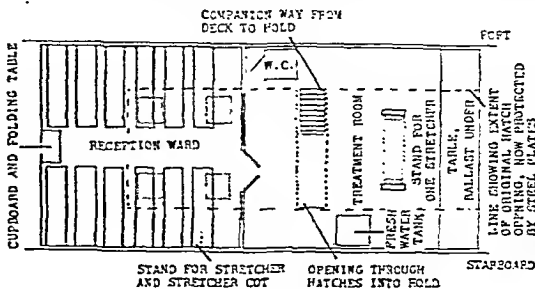 COMPANION WAY FROM
DECK TO HOLD
PORT
W.C.
CUPBOARD AND FOLDING TABLE
RECEPTION WARD
TREATMENT ROOM
STAND FOR
ONE STRETCHER
TABLE,
BALLAST UNDER
LINE SHOWING EXTENT
OF ORIGINAL HATCH
OPPNING, NOW PROTECTED
BY STEEL PLATES
FRESH
WATER
TANK,
STAND FOR STRETCHER
AND STRETCHER COT
OPENING THROUGH
HATCHES INTO HOLD
STARBOARD